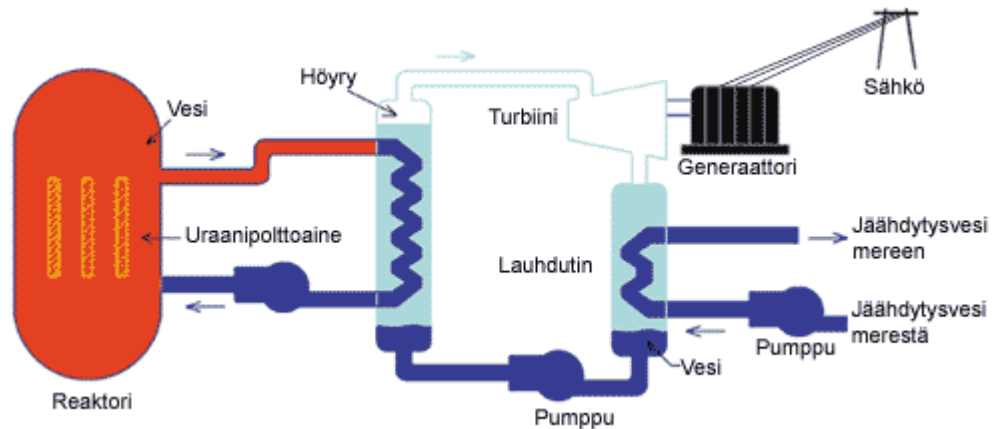 Höyry
Sähkö
Vesi
Turbiini
Generaattori
Uraanipolttoaine
Jäähdytysvesi
mereen
Lauhdutin
Jäähdytysvesi
merestä
Pumppu
Vesi
Reaktori
Pumppu